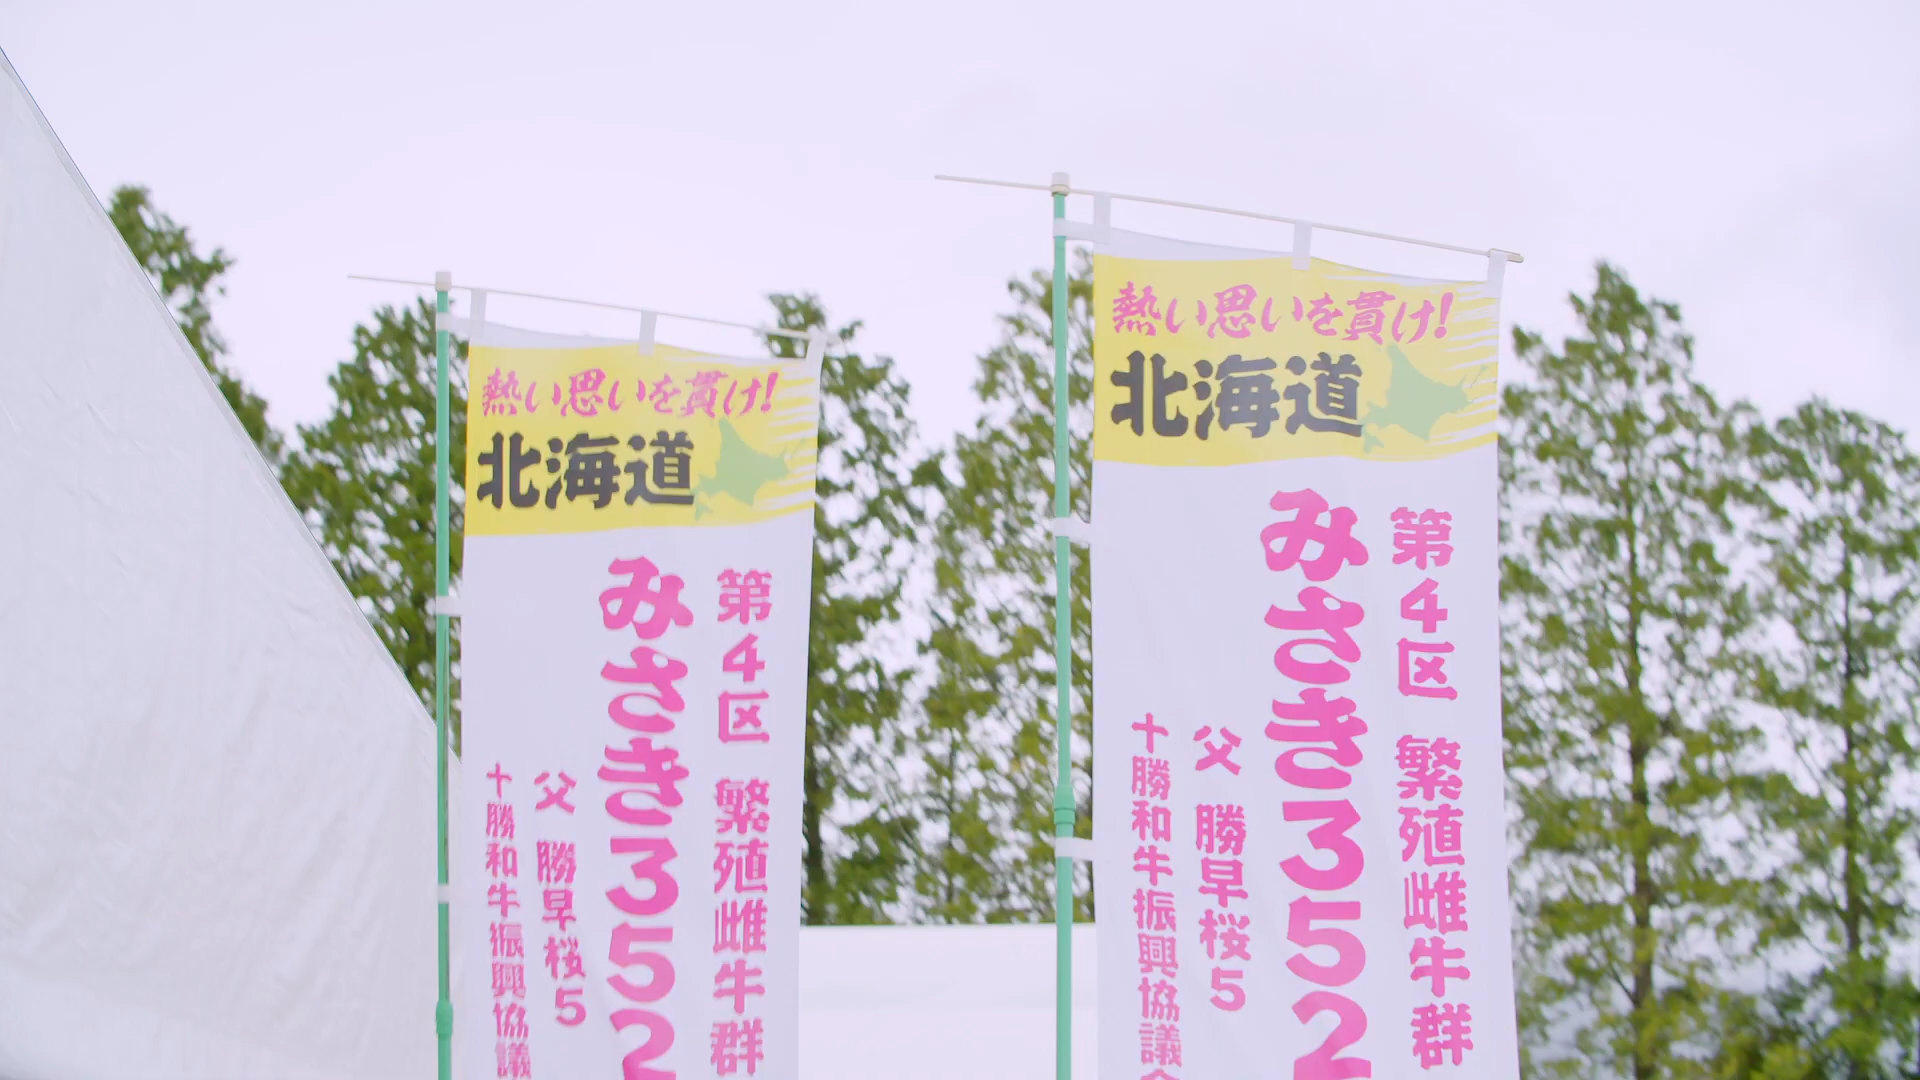 熱い思いを貫け!
北海道
第4区 繁殖雌牛群
みさき352
父 勝早桜5
十勝和牛振興協議
熱い思いを貫け!
北海道
第4区 繁殖雌牛群
みさき352
父 勝早桜5
十勝和牛振興協議会